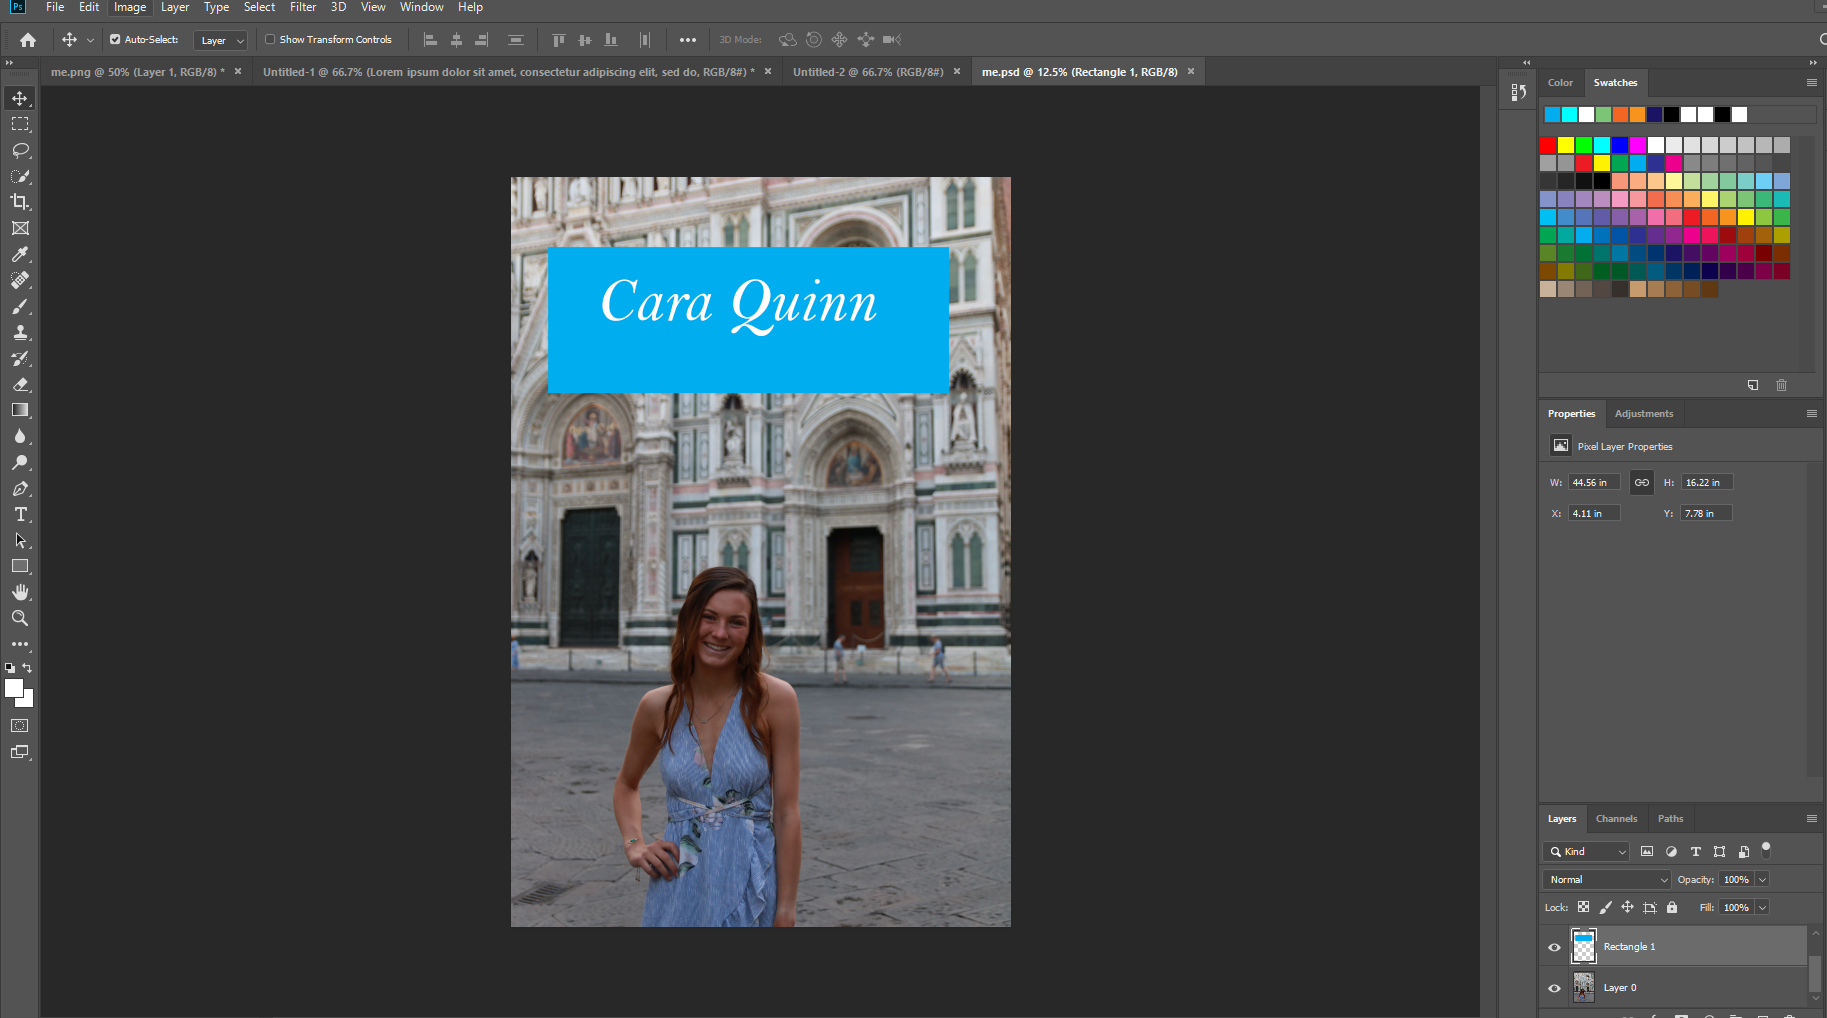 Ps File Edit Image Layer Type Select Filter 3D View Window Help
Auto-Select: Layer Show Transform Controls 3D Mode:
me.png @ 50% (Layer 1, RGB/8) * × Untitled-1 @ 66.7% (Lorem ipsum dolor sit amet, consectetur adipiscing elit, sed do, RGB/8#) * × Untitled-2 @ 66.7% (RGB/8#) × me.psd @ 12.5% (Rectangle 1, RGB/8) ×
Color Swatches
Cara Quinn
Properties Adjustments
Pixel Layer Properties
W: 44.56 in H: 16.22 in
X: 4.11 in Y: 7.78 in
Layers Channels Paths
Kind
Normal Opacity: 100%
Lock: Fill: 100%
Rectangle 1
Layer 0